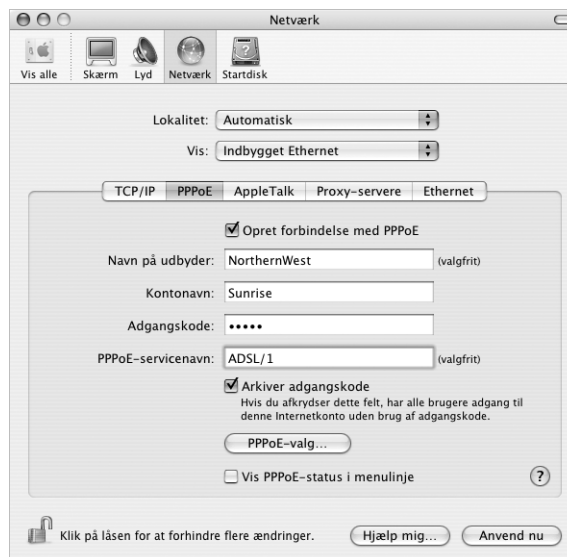 Netværk
Vis alle Skærm Lyd Netværk Startdisk
Lokalitet: Automatisk
Vis: Indbygget Ethernet
TCP/IP PPPoE AppleTalk Proxy-servere Ethernet
Opret forbindelse med PPPoE
Navn på udbyder: NorthernWest (valgfrit)
Kontonavn: Sunrise
Adgangskode: •••••
PPPoE-servicenavn: ADSL/1 (valgfrit)
Arkiver adgangskode
Hvis du afkrydser dette felt, har alle brugere adgang til
denne Internetkonto uden brug af adgangskode.
PPPoE-valg...
Vis PPPoE-status i menulinje ?
Klik på låsen for at forhindre flere ændringer. Hjælp mig... Anvend nu